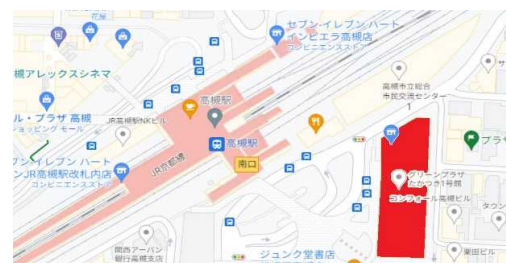 花屋
セブン-イレブン ハート
インピエラ高槻店
コンビニエンススト
槻アレックスシネマ
高槻駅
高槻市立総合
市民交流センター
1
ル・プラザ 高槻
ョッピング モール
JR高槻駅NKビル
高槻駅
プラザ
南口
JR京都線
ブン-イレブン ハート
ンJR高槻駅改札内店
コンビニエンススト
グリーンプラザ
たかつき1号館
コンフォール高槻ビル
タウン
関西アーバン
銀行高槻支店
ジュンク堂書店
栗田ビル